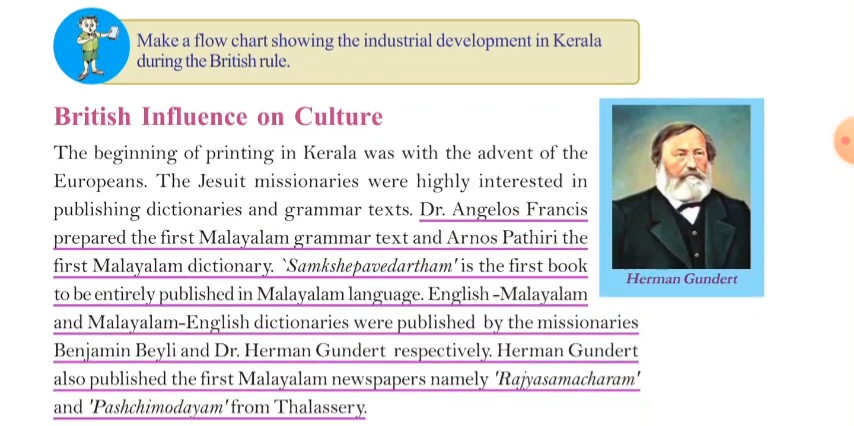 Make a flow chart showing the industrial development in Kerala
during the British rule.
British Influence on Culture
The beginning of printing in Kerala was with the advent of the
Europeans. The Jesuit missionaries were highly interested in
publishing dictionaries and grammar texts. Dr. Angelos Francis
prepared the first Malayalam grammar text and Arnos Pathiri the
first Malayalam dictionary. `Samkshepavedartham' is the first book
to be entirely published in Malayalam language. English -Malayalam
and Malayalam-English dictionaries were published by the missionaries
Benjamin Beyli and Dr. Herman Gundert respectively. Herman Gundert
also published the first Malayalam newspapers namely 'Rajyasamacharam'
and 'Pashchimodayam' from Thalassery.
Herman Gundert